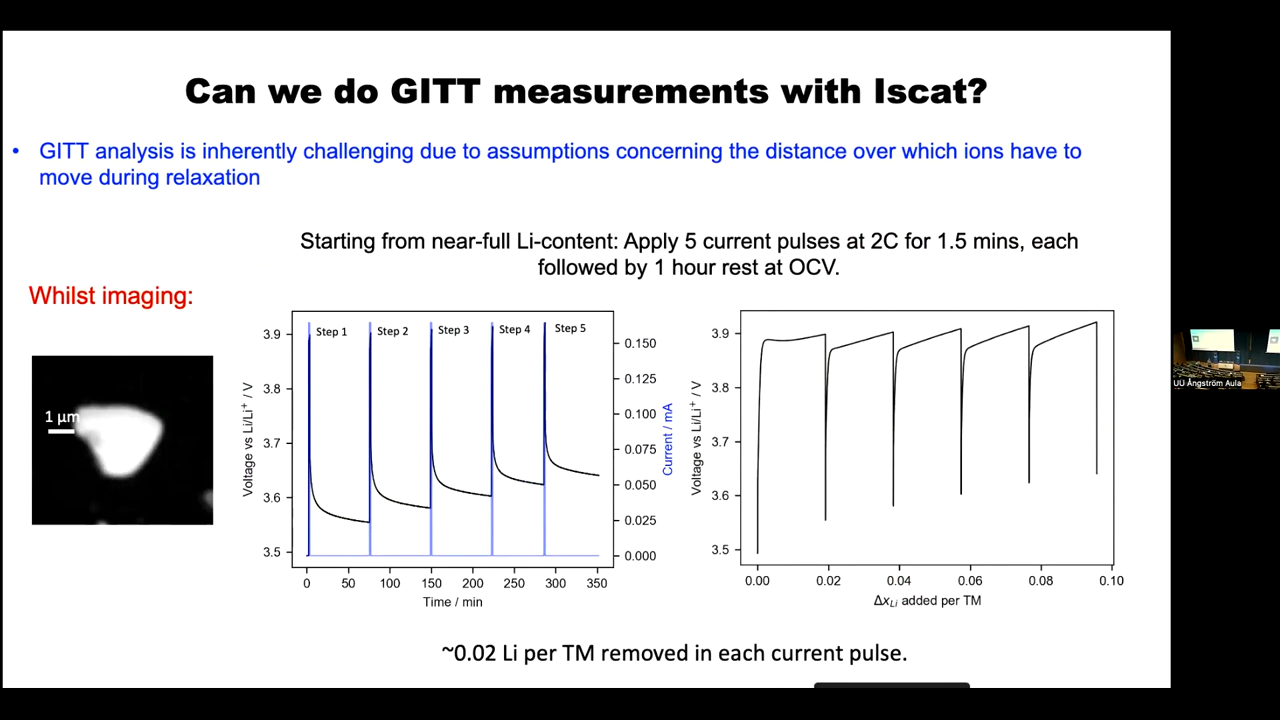 Can we do GITT measurements with Iscat?
• GITT analysis is inherently challenging due to assumptions concerning the distance over which ions have to
move during relaxation
Starting from near-full Li-content: Apply 5 current pulses at 2C for 1.5 mins, each
followed by 1 hour rest at OCV.
Whilst imaging:
1 µm
Voltage vs Li/Li⁺ / V
3.9
3.8
3.7
3.6
3.5
Step 1
Step 2
Step 3
Step 4
Step 5
0.150
0.125
0.100
0.075
0.050
0.025
0.000
Current / mA
0 50 100 150 200 250 300 350
Time / min
Voltage vs Li/Li⁺ / V
3.9
3.8
3.7
3.6
3.5
0.00 0.02 0.04 0.06 0.08 0.10
Δx_Li added per TM
~0.02 Li per TM removed in each current pulse.
UU Ångström Aula